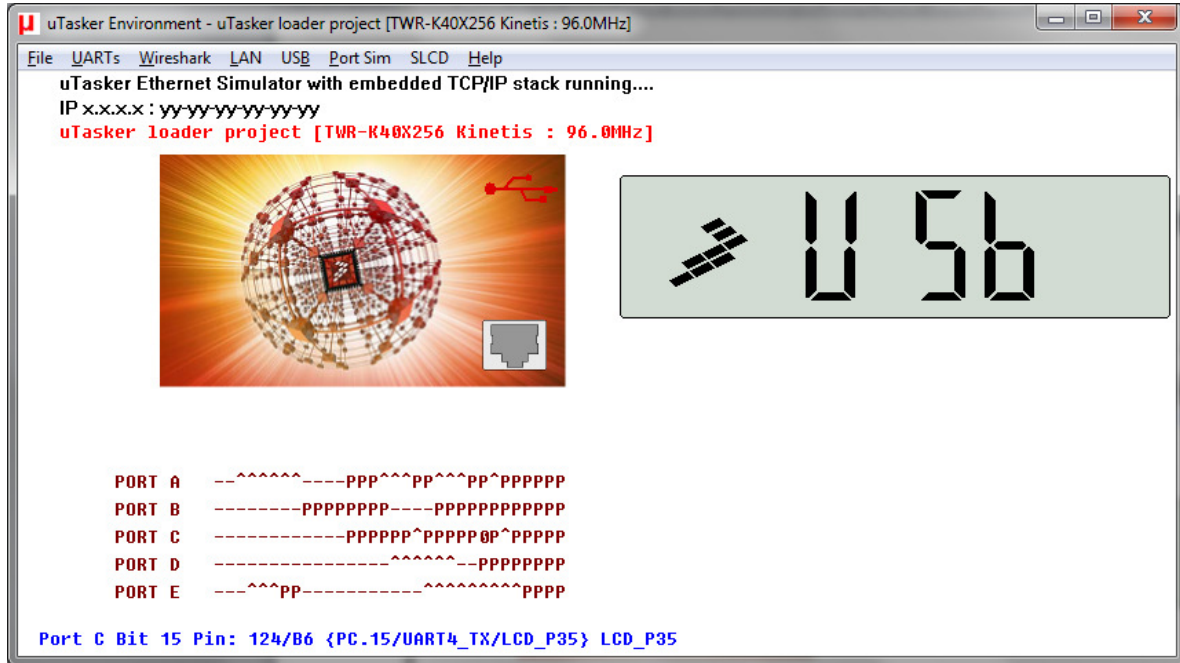 uTasker Environment - uTasker loader project [TWR-K40X256 Kinetis : 96.0MHz]
File UARTs Wireshark LAN USB Port Sim SLCD Help
uTasker Ethernet Simulator with embedded TCP/IP stack running....
IP x.x.x.x : yy-yy-yy-yy-yy-yy
uTasker loader project [TWR-K40X256 Kinetis : 96.0MHz]
USb
PORT A --^^^^^^----PPP^^^PP^^^PP^PPPPPP
PORT B --------PPPPPPPP----PPPPPPPPPPPP
PORT C ------------PPPPPP^PPPPP0P^PPPPP
PORT D ----------------^^^^^^--PPPPPPPP
PORT E ---^^^PP-----------^^^^^^^^^PPPP
Port C Bit 15 Pin: 124/B6 {PC.15/UART4_TX/LCD_P35} LCD_P35